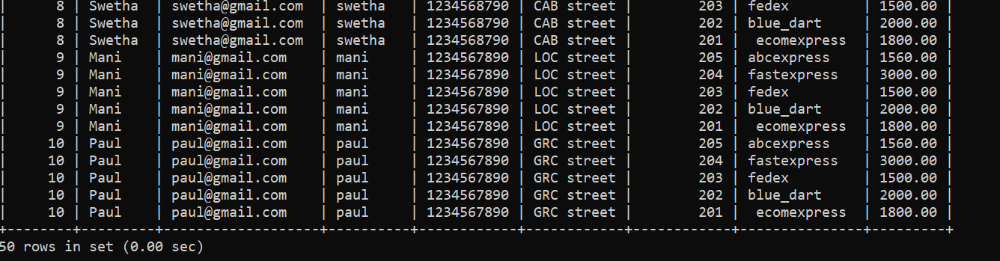 |      8 | Swetha  | swetha@gmail.com  | swetha  | 1234568790 | CAB street |         203 | fedex         | 1500.00 |
|      8 | Swetha  | swetha@gmail.com  | swetha  | 1234568790 | CAB street |         202 | blue_dart     | 2000.00 |
|      8 | Swetha  | swetha@gmail.com  | swetha  | 1234568790 | CAB street |         201 |  ecomexpress  | 1800.00 |
|      9 | Mani    | mani@gmail.com    | mani    | 1234567890 | LOC street |         205 | abcexpress    | 1560.00 |
|      9 | Mani    | mani@gmail.com    | mani    | 1234567890 | LOC street |         204 | fastexpress   | 3000.00 |
|      9 | Mani    | mani@gmail.com    | mani    | 1234567890 | LOC street |         203 | fedex         | 1500.00 |
|      9 | Mani    | mani@gmail.com    | mani    | 1234567890 | LOC street |         202 | blue_dart     | 2000.00 |
|      9 | Mani    | mani@gmail.com    | mani    | 1234567890 | LOC street |         201 |  ecomexpress  | 1800.00 |
|     10 | Paul    | paul@gmail.com    | paul    | 1234567890 | GRC street |         205 | abcexpress    | 1560.00 |
|     10 | Paul    | paul@gmail.com    | paul    | 1234567890 | GRC street |         204 | fastexpress   | 3000.00 |
|     10 | Paul    | paul@gmail.com    | paul    | 1234567890 | GRC street |         203 | fedex         | 1500.00 |
|     10 | Paul    | paul@gmail.com    | paul    | 1234567890 | GRC street |         202 | blue_dart     | 2000.00 |
|     10 | Paul    | paul@gmail.com    | paul    | 1234567890 | GRC street |         201 |  ecomexpress  | 1800.00 |
+--------+---------+-------------------+---------+------------+------------+-------------+---------------+---------+
50 rows in set (0.00 sec)